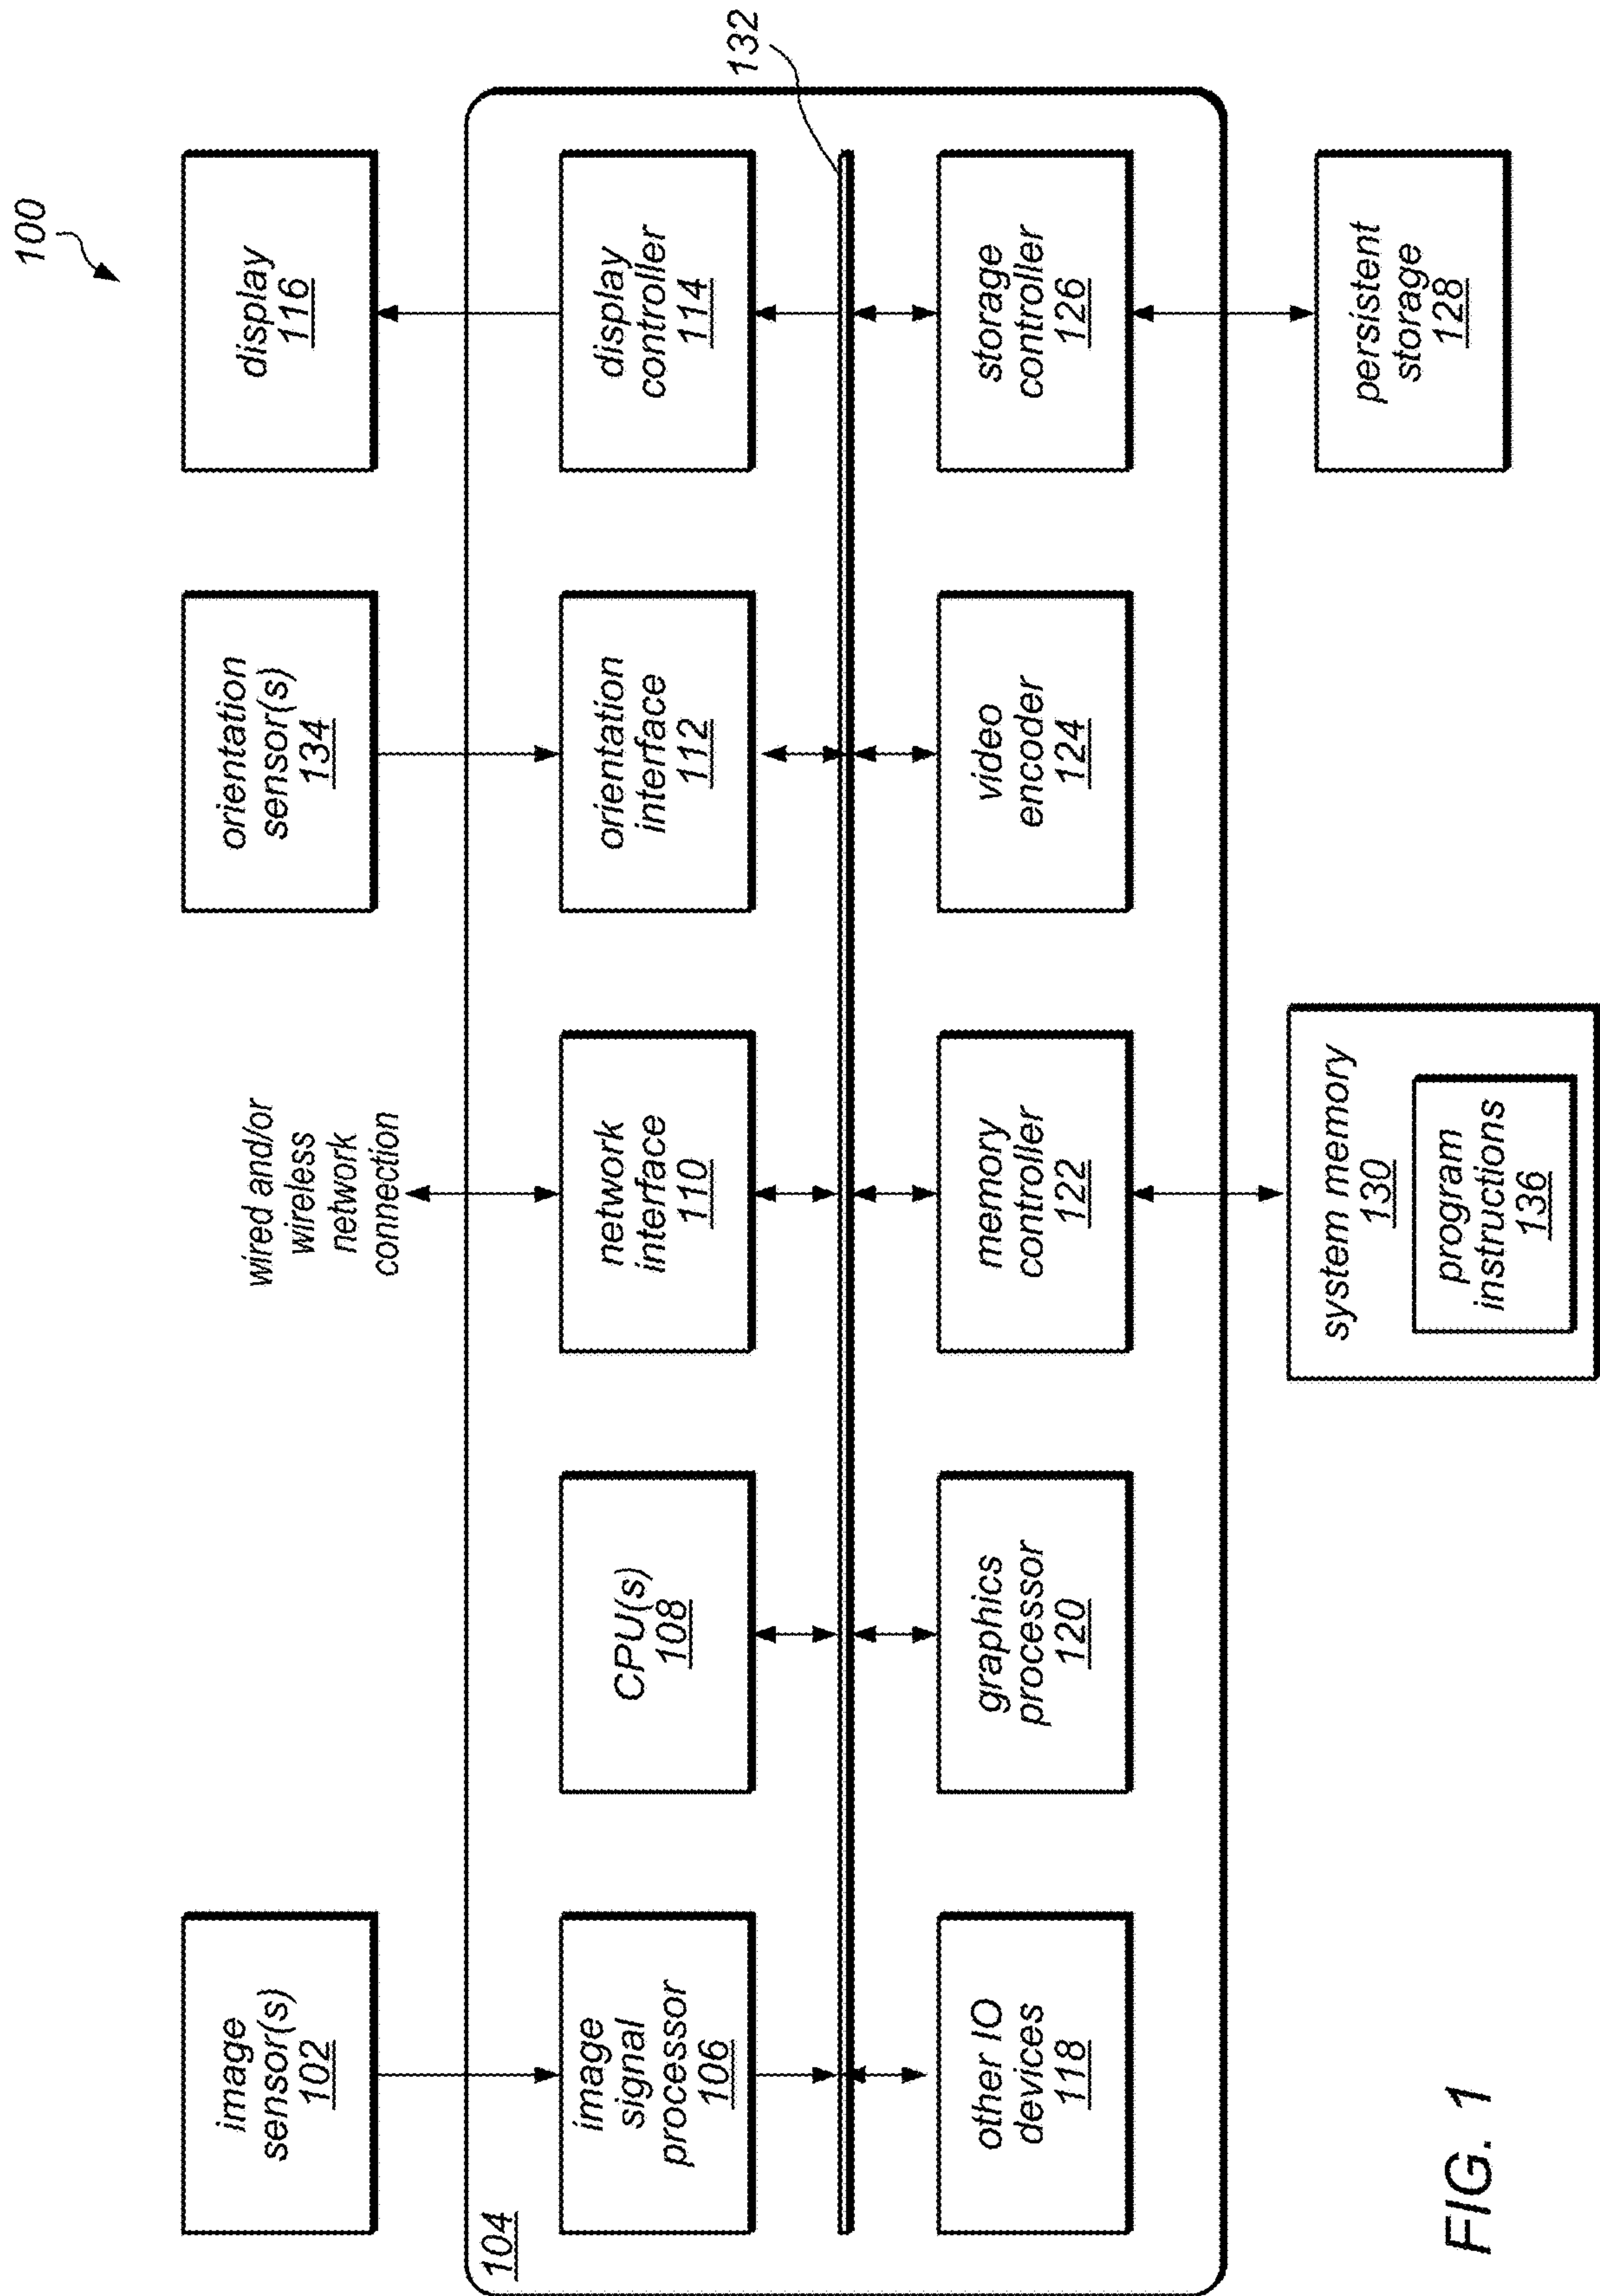 100
image
sensor(s)
102
wired and/or
wireless
network
connection
orientation
sensor(s)
134
display
116
104
image
signal
processor
106
CPU(s)
108
network
interface
110
orientation
interface
112
display
controller
114
132
other IO
devices
118
graphics
processor
120
memory
controller
122
video
encoder
124
storage
controller
126
system memory
130
program
instructions
136
persistent
storage
128
FIG. 1